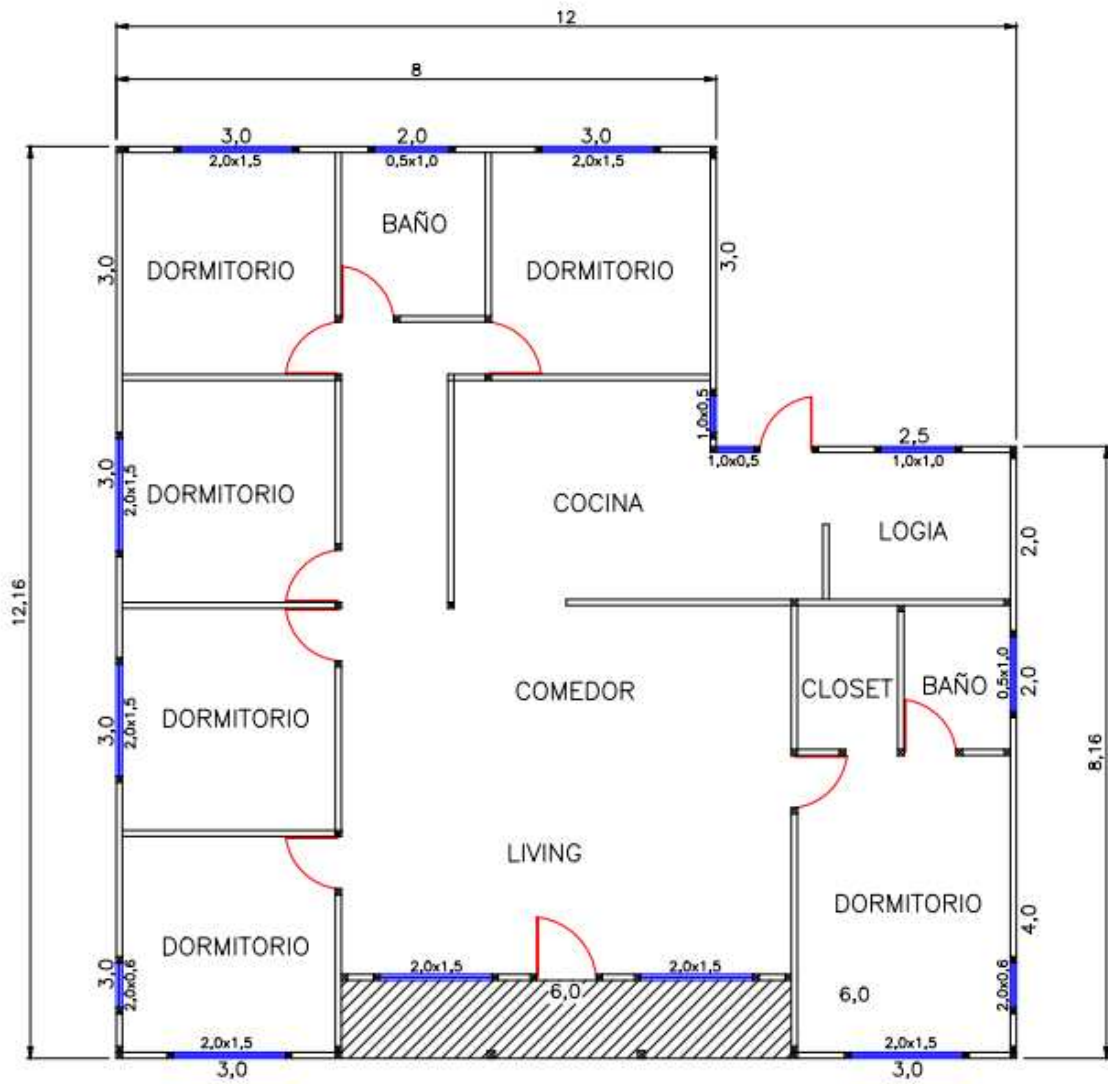 12
8
3,0 2,0 3,0
2,0x1,5 0,5x1,0 2,0x1,5
BAÑO
DORMITORIO DORMITORIO
3,0 3,0
1,0x0,5
2,5
1,0x0,5 1,0x1,0
3,0
2,0x1,5
DORMITORIO
COCINA
LOGIA
2,0
12,16
COMEDOR
CLOSET
BAÑO
0,5x1,0
2,0
3,0
2,0x1,5
DORMITORIO
8,16
LIVING
DORMITORIO
4,0
DORMITORIO
3,0
2,0x0,6
2,0x1,5 2,0x1,5
6,0
6,0
2,0x0,6
2,0x1,5 2,0x1,5
3,0 3,0